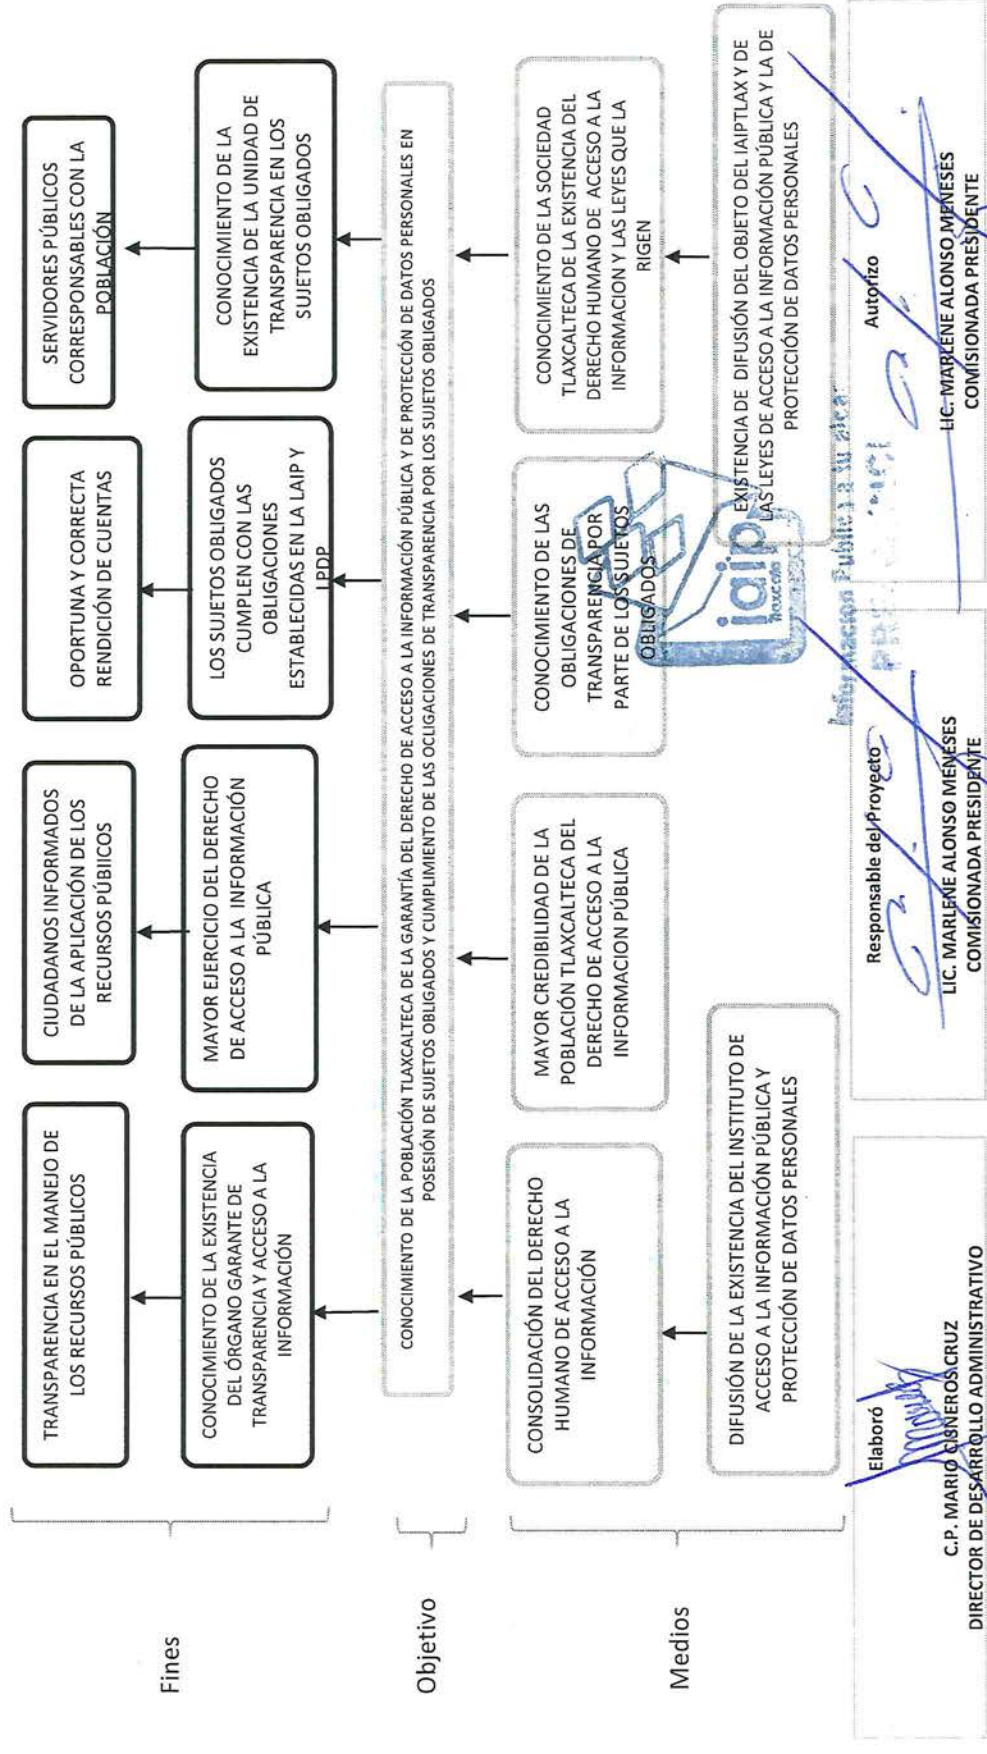 Fines
TRANSPARENCIA EN EL MANEJO DE
LOS RECURSOS PÚBLICOS
CIUDADANOS INFORMADOS
DE LA APLICACIÓN DE LOS
RECURSOS PÚBIICOS
OPORTUNA Y CORRECTA
RENDICIÓN DE CUENTAS
SERVIDORES PÚBLICOS
CORRESPONSABLES CON LA
POBLACIÓN
CONOCIMIENTO DE LA EXISTENCIA
DEL ÓRGANO GARANTE DE
TRANSPARENCIA Y ACCESO A LA
INFORMACIÓN
MAYOR EJERCICIO DEL DERECHO
DE ACCESO A LA INFORMACIÓN
PÚBLICA
LOS SUJETOS OBLIGADOS
CUMPLEN CON LAS
OBLIGACIONES
ESTABLECIDAS EN LA LAIP Y
LPDP
CONOCIMIENTO DE LA
EXISTENCIA DE LA UNIDAD DE
TRANSPARENCIA EN LOS
SUJETOS OBLIGADOS
Objetivo
CONOCIMIENTO DE LA POBLACIÓN TLAXCALTECA DE LA GARANTÍA DEL DERECHO DE ACCESO A LA INFORMACIÓN PÚBLICA Y DE PROTECCIÓN DE DATOS PERSONALES EN
POSESIÓN DE SUJETOS OBLIGADOS Y CUMPLIMIENTO DE LAS OCLIGACIONES DE TRANSPARENCIA POR LOS SUJETOS OBLIGADOS
Medios
CONSOLIDACIÓN DEL DERECHO
HUMANO DE ACCESO A LA
INFORMACIÓN
MAYOR CREDIBILIDAD DE LA
POBLACIÓN TLAXCALTECA DEL
DERECHO DE ACCESO A LA
INFORMACION PÚBLICA
CONOCIMIENTO DE LAS
OBLIGACIONES DE
TRANSPARENCIA POR
PARTE DE LOS SUJETOS
OBLIGADOS
CONOCIMIENTO DE LA SOCIEDAD
TLAXCALTECA DE LA EXISTENCIA DEL
DERECHO HUMANO DE ACCESO A LA
INFORMACION Y LAS LEYES QUE LA
RIGEN
DIFUSIÓN DE LA EXISTENCIA DEL INSTITUTO DE
ACCESO A LA INFORMACIÓN PÚBLICA Y
PROTECCIÓN DE DATOS PERSONALES
EXISTENCIA DE DIFUSIÓN DEL OBJETO DEL IAIPTLAX Y DE
LAS LEYES DE ACCESO A LA INFORMACIÓN PÚBLICA Y LA DE
PROTECCIÓN DE DATOS PERSONALES
iaip
Tlaxcala
Información Pública a tu alca
Elaboró
C.P. MARIO CISNEROS CRUZ
DIRECTOR DE DESARROLLO ADMINISTRATIVO
Responsable del Proyecto
LIC. MARLENE ALONSO MENESES
COMISIONADA PRESIDENTE
Autorizo
LIC. MARLENE ALONSO MENESES
COMISIONADA PRESIDENTE